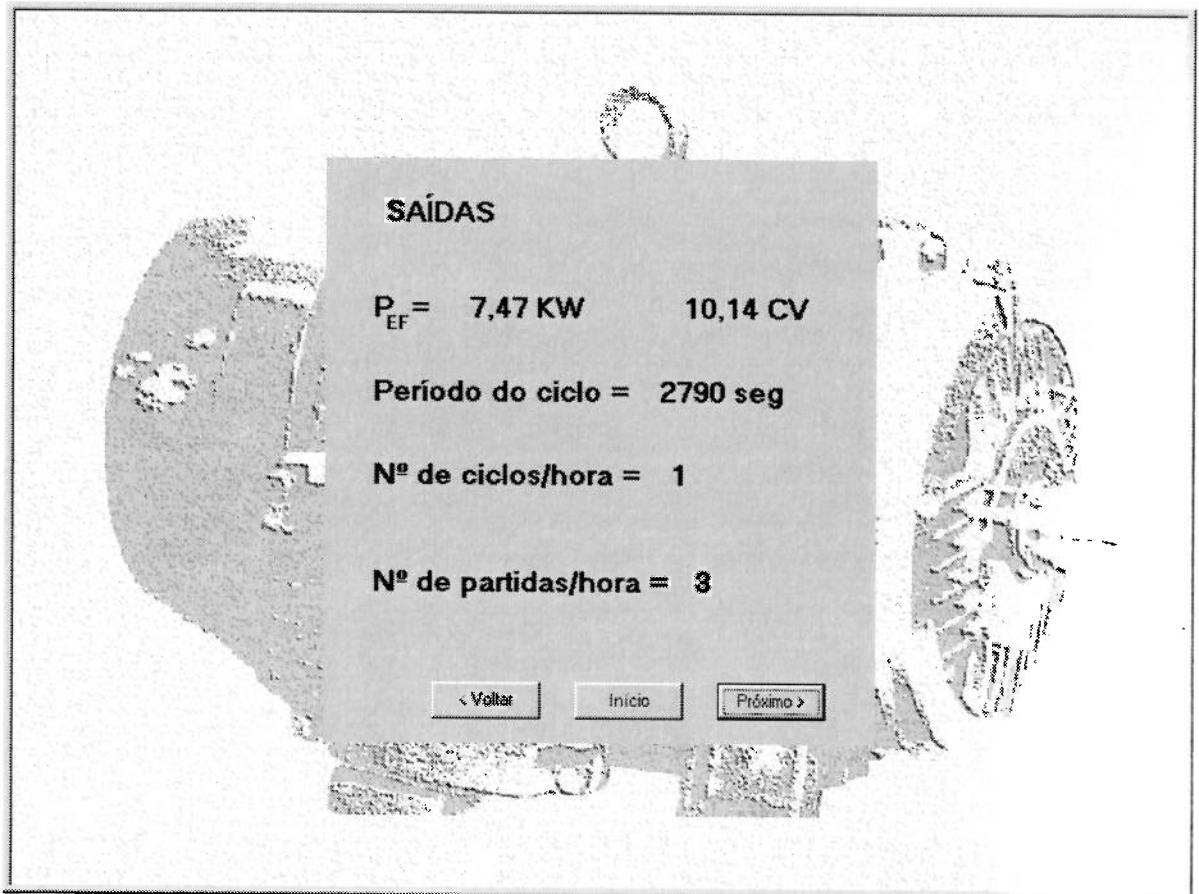 SAÍDAS
P EF = 7,47 KW 10,14 CV
Período do ciclo = 2790 seg
Nº de ciclos/hora = 1
Nº de partidas/hora = 3
< Voltar Início Próximo >